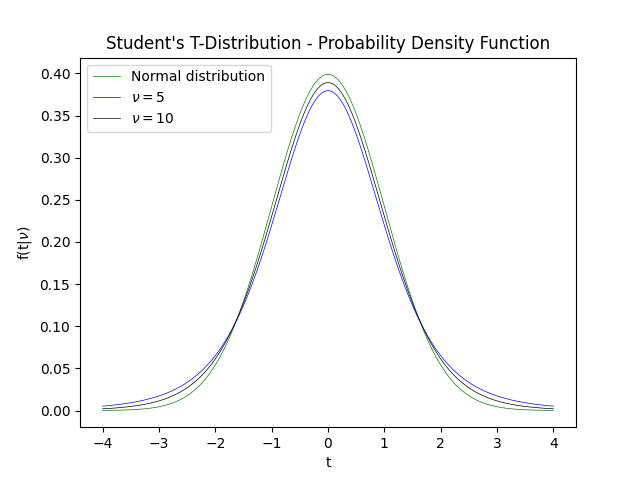 Student's T-Distribution - Probability Density Function
0.40
0.35
0.30
0.25
0.20
0.15
0.10
0.05
0.00
f(t|ν)
Normal distribution
ν = 5
ν = 10
−4 −3 −2 −1 0 1 2 3 4
t